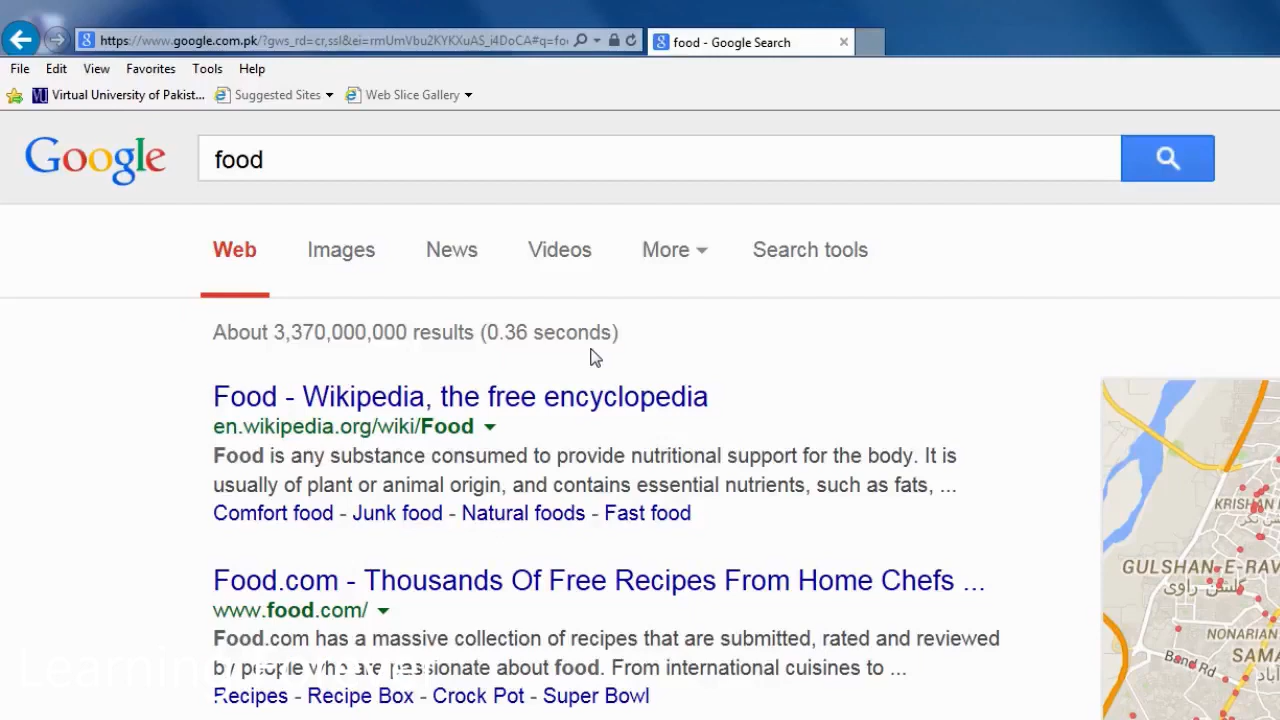 https://www.google.com.pk/?gws_rd=cr,ssl&ei=rmUmVbu2KYKXuAS_i4DoCA#q=fo
food - Google Search
File Edit View Favorites Tools Help
Virtual University of Pakist... Suggested Sites Web Slice Gallery
Google food
Web Images News Videos More Search tools
About 3,370,000,000 results (0.36 seconds)
Food - Wikipedia, the free encyclopedia
en.wikipedia.org/wiki/Food
Food is any substance consumed to provide nutritional support for the body. It is
usually of plant or animal origin, and contains essential nutrients, such as fats, ...
Comfort food - Junk food - Natural foods - Fast food
Food.com - Thousands Of Free Recipes From Home Chefs ...
www.food.com/
Food.com has a massive collection of recipes that are submitted, rated and reviewed
by people who are passionate about food. From international cuisines to ...
Recipes - Recipe Box - Crock Pot - Super Bowl
KRISHAN
کرشن نگر
GULSHAN-E-RAV
گلشن راوی
NONARIAN
SAMA
Band Rd